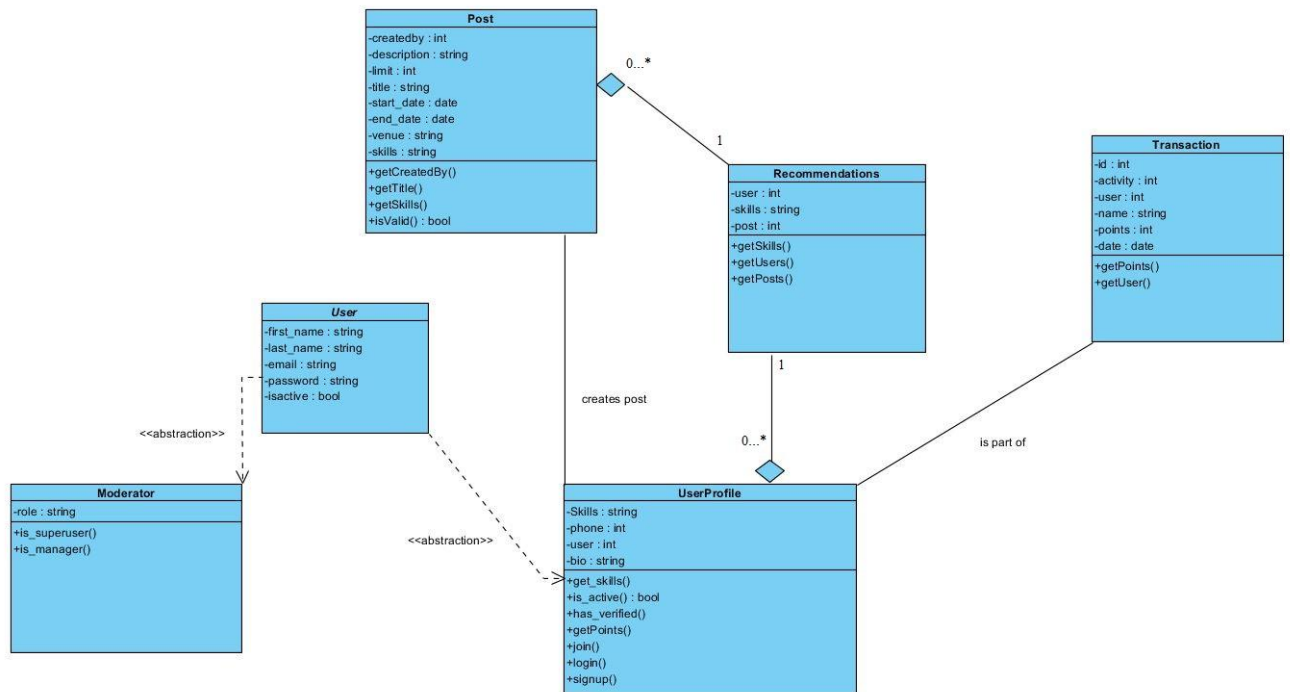 Post
-createdby : int
-description : string
-limit : int
-title : string
-start_date : date
-end_date : date
-venue : string
-skills : string
+getCreatedBy()
+getTitle()
+getSkills()
+isValid() : bool
0...*
1
Recommendations
-user : int
-skills : string
-post : int
+getSkills()
+getUsers()
+getPosts()
Transaction
-id : int
-activity : int
-user : int
-name : string
-points : int
-date : date
+getPoints()
+getUser()
User
-first_name : string
-last_name : string
-email : string
-password : string
-isactive : bool
1
creates post
<<abstraction>>
0...*
is part of
Moderator
-role : string
+is_superuser()
+is_manager()
<<abstraction>>
UserProfile
-Skills : string
-phone : int
-user : int
-bio : string
+get_skills()
+is_active() : bool
+has_verified()
+getPoints()
+join()
+login()
+signup()